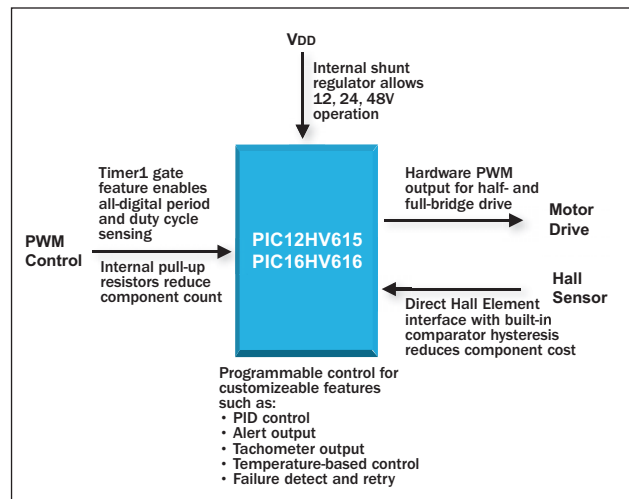 VDD
Internal shunt
regulator allows
12, 24, 48V
operation
Timer1 gate
feature enables
all-digital period
and duty cycle
sensing
PWM
Control
Internal pull-up
resistors reduce
component count
PIC12HV615
PIC16HV616
Hardware PWM
output for half- and
full-bridge drive
Motor
Drive
Hall
Sensor
Direct Hall Element
interface with built-in
comparator hysteresis
reduces component cost
Programmable control for
customizeable features
such as:
• PID control
• Alert output
• Tachometer output
• Temperature-based control
• Failure detect and retry